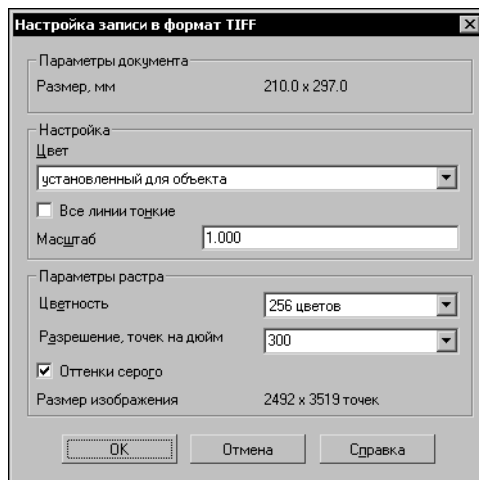 Настройка записи в формат TIFF
Параметры документа
Размер, мм 210.0 x 297.0
Настройка
Цвет
установленный для объекта
Все линии тонкие
Масштаб 1.000
Параметры растра
Цветность 256 цветов
Разрешение, точек на дюйм 300
Оттенки серого
Размер изображения 2492 x 3519 точек
OK Отмена Справка